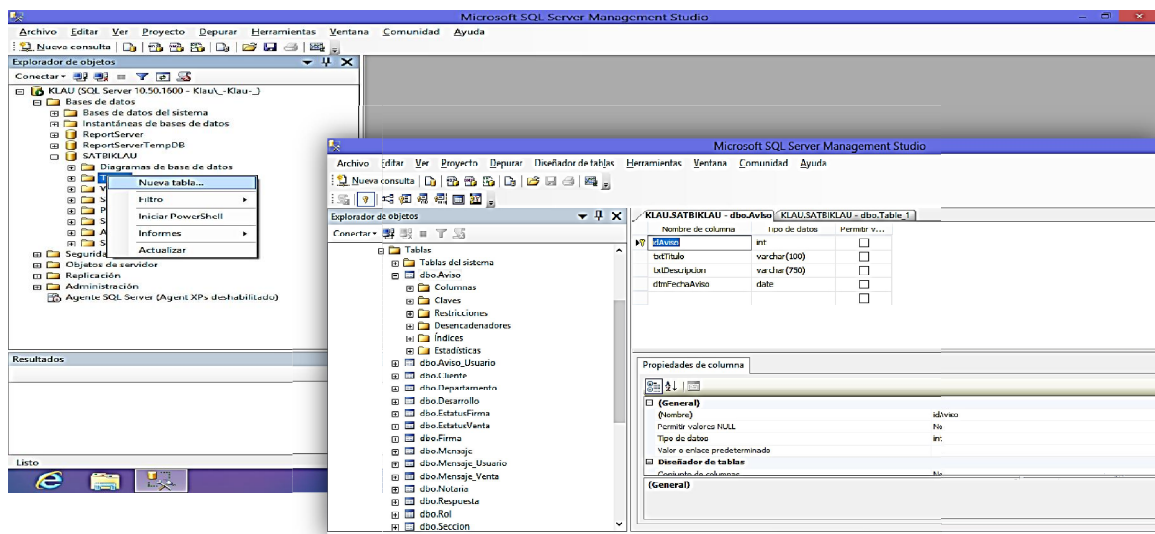 Microsoft SQL Server Management Studio
Archivo Editar Ver Proyecto Depurar Herramientas Ventana Comunidad Ayuda
Nueva consulta
Explorador de objetos
Conectar
KLAU (SQL Server 10.50.1600 - Klau\_-Klau-_)
Bases de datos
Bases de datos del sistema
Instantáneas de bases de datos
ReportServer
ReportServerTempDB
SATBIKLAU
Diagramas de base de datos
T
V
S
P
S
A
S
Nueva tabla...
Filtro
Iniciar PowerShell
Informes
Actualizar
Segurida
Objetos de servidor
Replicación
Administración
Agente SQL Server (Agent XPs deshabilitado)
Resultados
Listo
Microsoft SQL Server Management Studio
Archivo Editar Ver Proyecto Depurar Diseñador de tablas Herramientas Ventana Comunidad Ayuda
Nueva consulta
Explorador de objetos
Conectar
Tablas
Tablas del sistema
dbo.Aviso
Columnas
Claves
Restricciones
Desencadenadores
Índices
Estadísticas
dbo.Aviso_Usuario
dbo.Cliente
dbo.Departamento
dbo.Desarrollo
dbo.EstatusFirma
dbo.EstatusVenta
dbo.Firma
dbo.Mensaje
dbo.Mensaje_Usuario
dbo.Mensaje_Venta
dbo.Notaria
dbo.Respuesta
dbo.Rol
dbo.Seccion
KLAU.SATBIKLAU - dbo.Aviso KLAU.SATBIKLAU - dbo.Table_1
Nombre de columna Tipo de datos Permitir v...
idAviso int
txtTitulo varchar(100)
txtDescripcion varchar(750)
dtmFechaAviso date
Propiedades de columna
(General)
(Nombre) idAviso
Permitir valores NULL No
Tipo de datos int
Valor o enlace predeterminado
Diseñador de tablas
Conjunto de columnas No
(General)